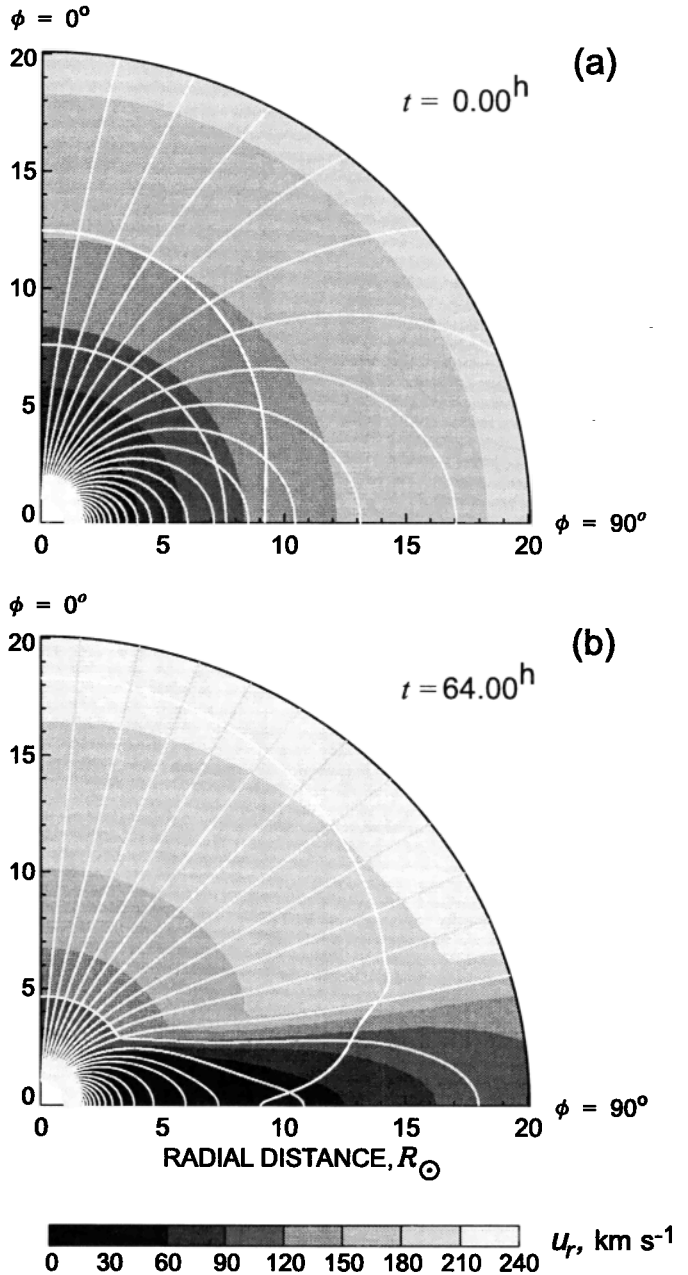 ϕ = 0°
(a)
t = 0.00ʰ
20
15
10
5
0
0 5 10 15 20
ϕ = 90°
ϕ = 0°
(b)
t = 64.00ʰ
20
15
10
5
0
0 5 10 15 20
ϕ = 90°
RADIAL DISTANCE, R☉
0 30 60 90 120 150 180 210 240
uᵣ, km s⁻¹